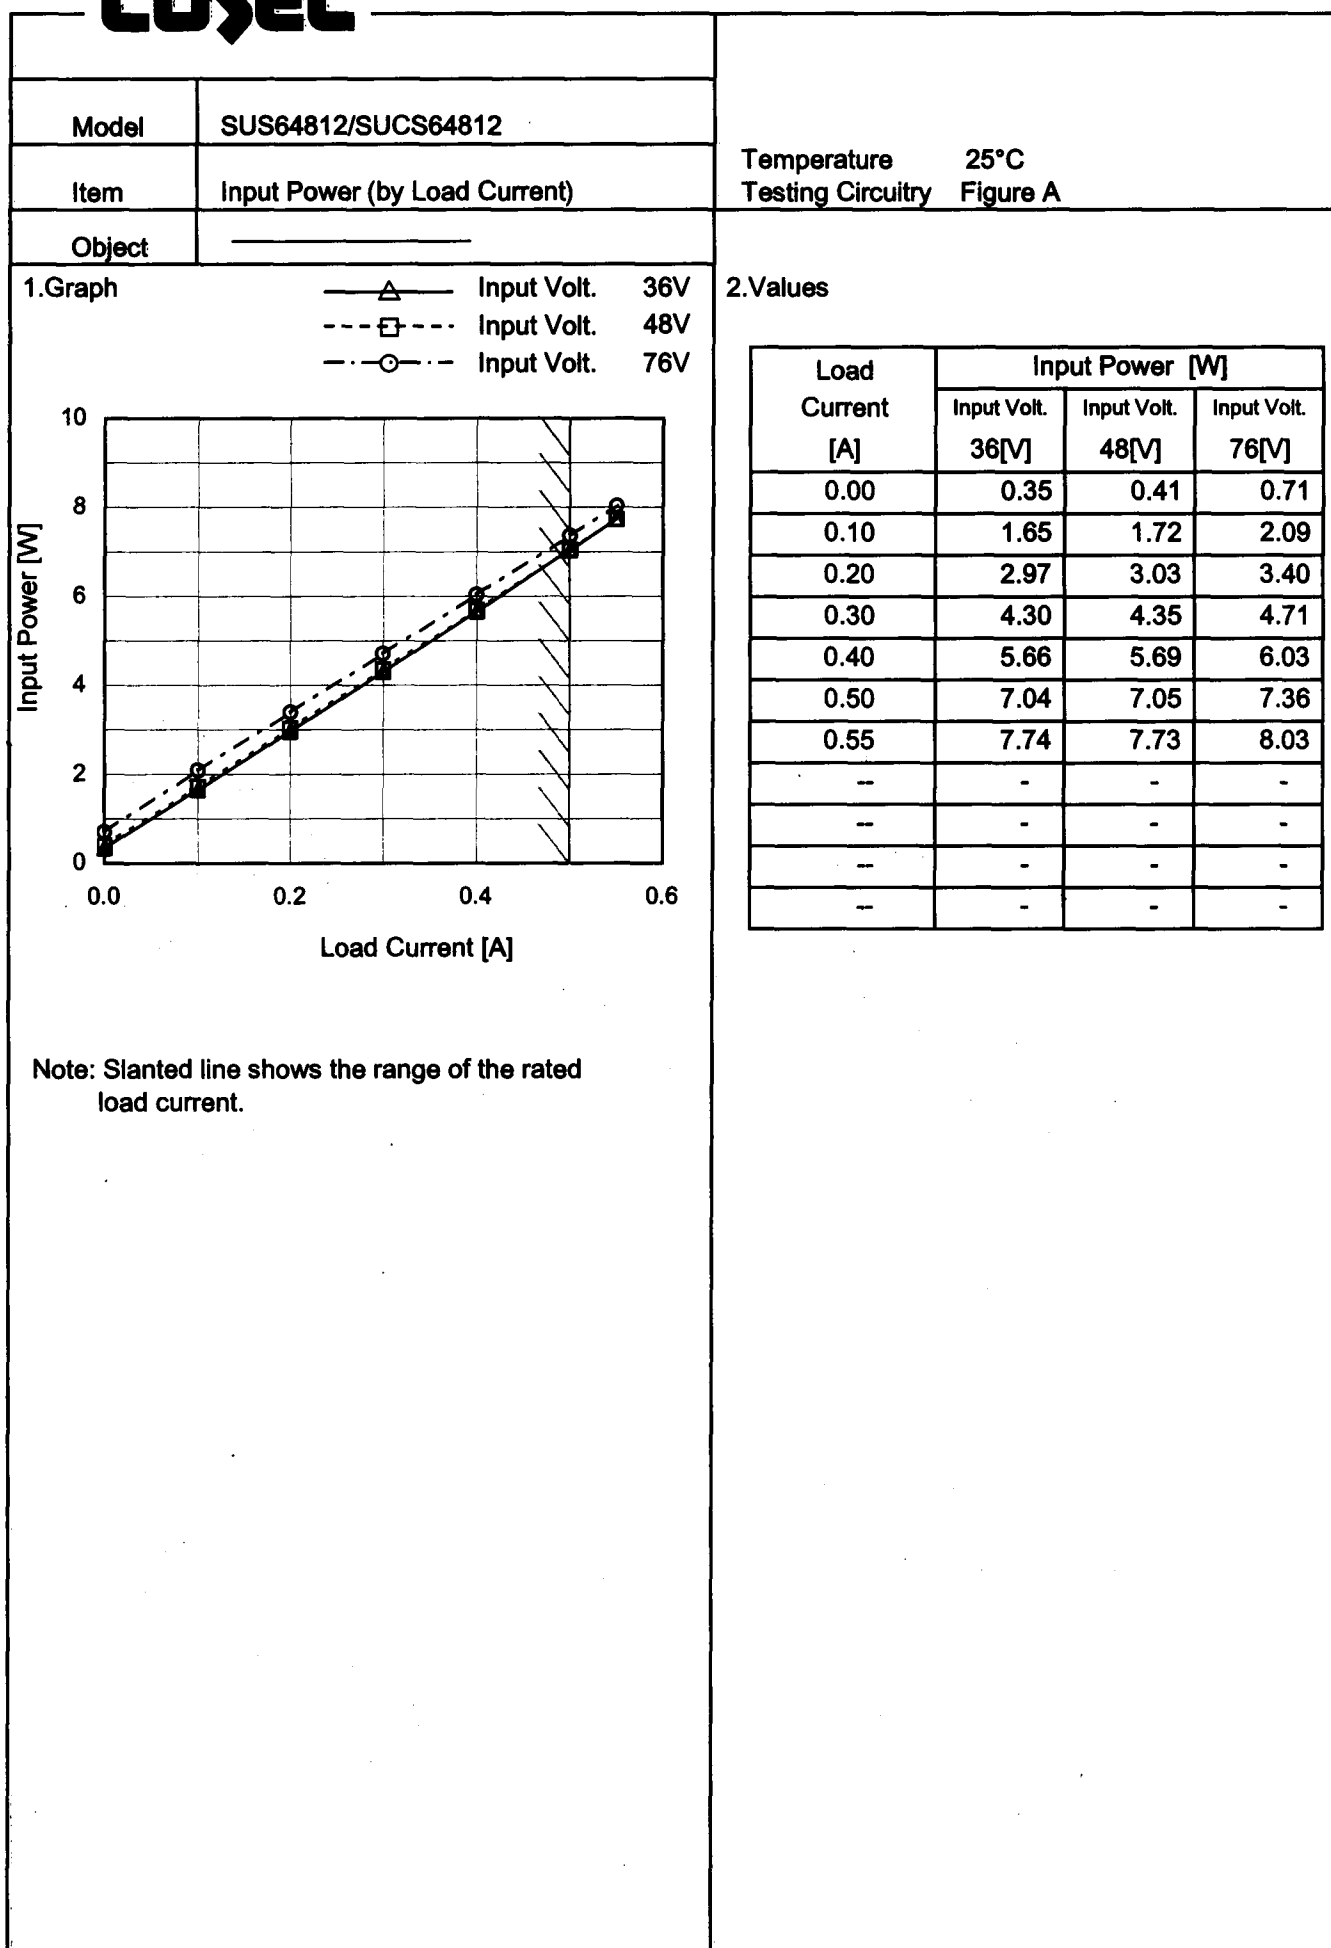 COSEL
Model SUS64812/SUCS64812
Item Input Power (by Load Current)
Object
Temperature 25°C
Testing Circuitry Figure A
1.Graph
Input Volt. 36V
Input Volt. 48V
Input Volt. 76V
Input Power [W]
10
8
6
4
2
0
0.0 0.2 0.4 0.6
Load Current [A]
Note: Slanted line shows the range of the rated
load current.
2.Values
Load Input Power [W]
Current Input Volt. Input Volt. Input Volt.
[A] 36[V] 48[V] 76[V]
0.00 0.35 0.41 0.71
0.10 1.65 1.72 2.09
0.20 2.97 3.03 3.40
0.30 4.30 4.35 4.71
0.40 5.66 5.69 6.03
0.50 7.04 7.05 7.36
0.55 7.74 7.73 8.03
-- - - -
-- - - -
-- - - -
-- - - -